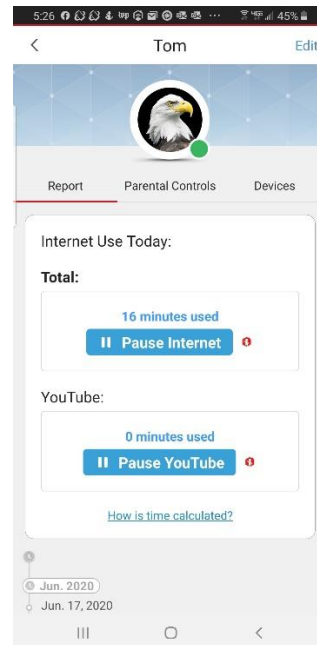 5:26 45%
Tom
Edit
Report Parental Controls Devices
Internet Use Today:
Total:
16 minutes used
Pause Internet
YouTube:
0 minutes used
Pause YouTube
How is time calculated?
Jun. 2020
Jun. 17, 2020